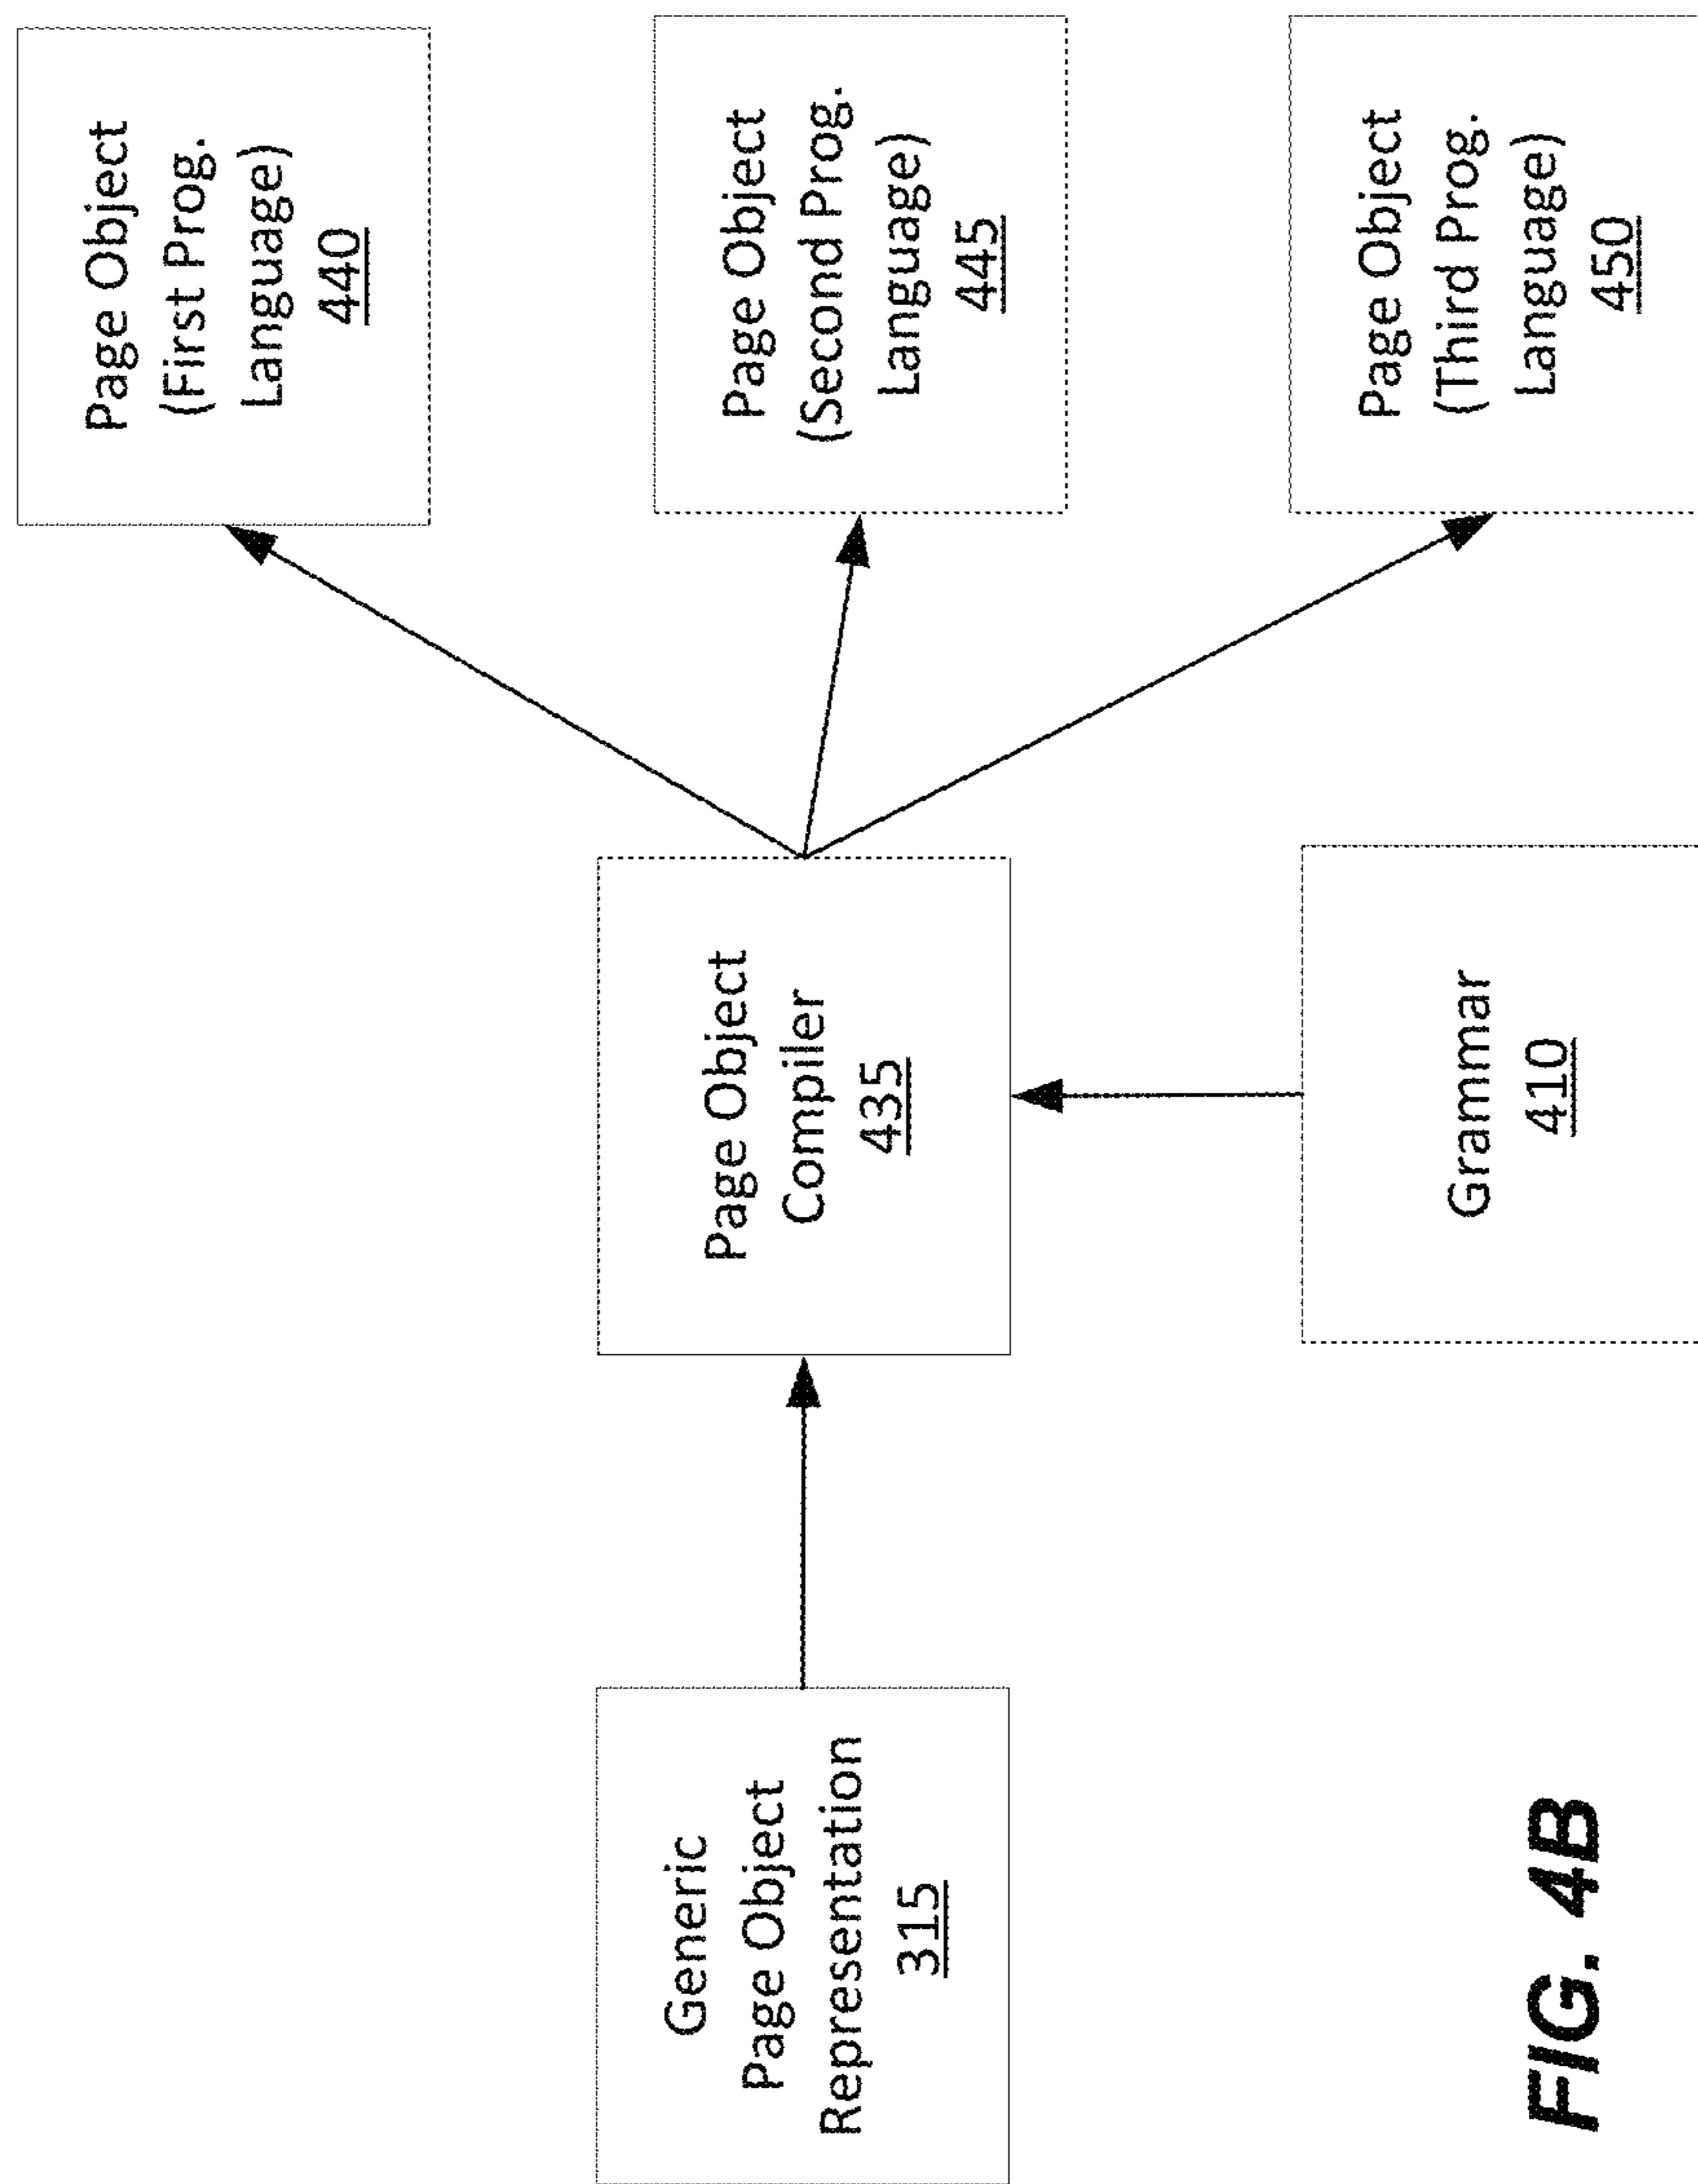 Generic
Page Object
Representation
315
Page Object
Compiler
435
Grammar
410
Page Object
(First Prog.
Language)
440
Page Object
(Second Prog.
Language)
445
Page Object
(Third Prog.
Language)
450
FIG. 4B